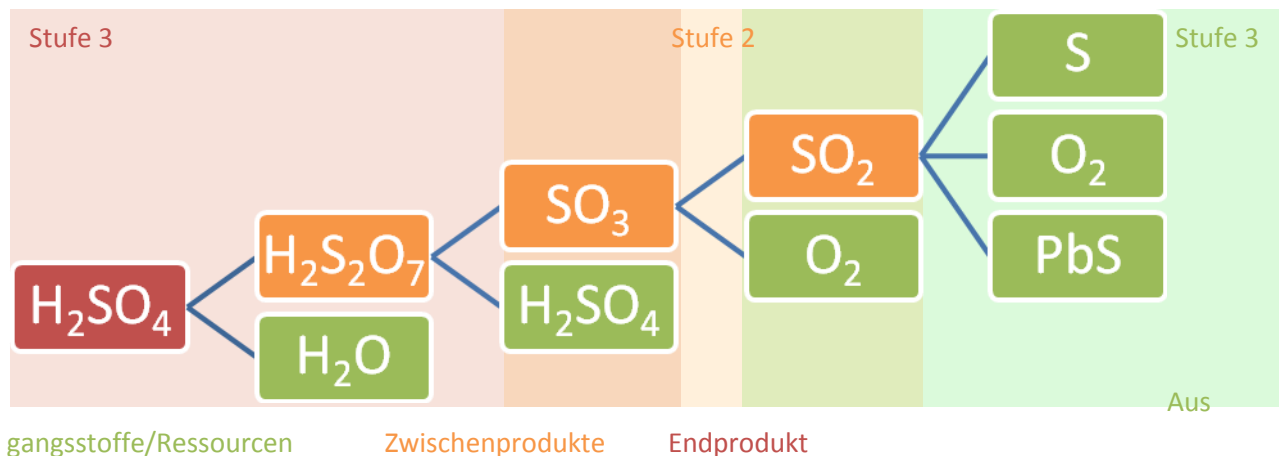 Stufe 3
Stufe 2
Stufe 3
S
SO₂
O₂
SO₃
H₂S₂O₇
O₂
PbS
H₂SO₄
H₂SO₄
H₂O
Aus
gangsstoffe/Ressourcen
Zwischenprodukte
Endprodukt